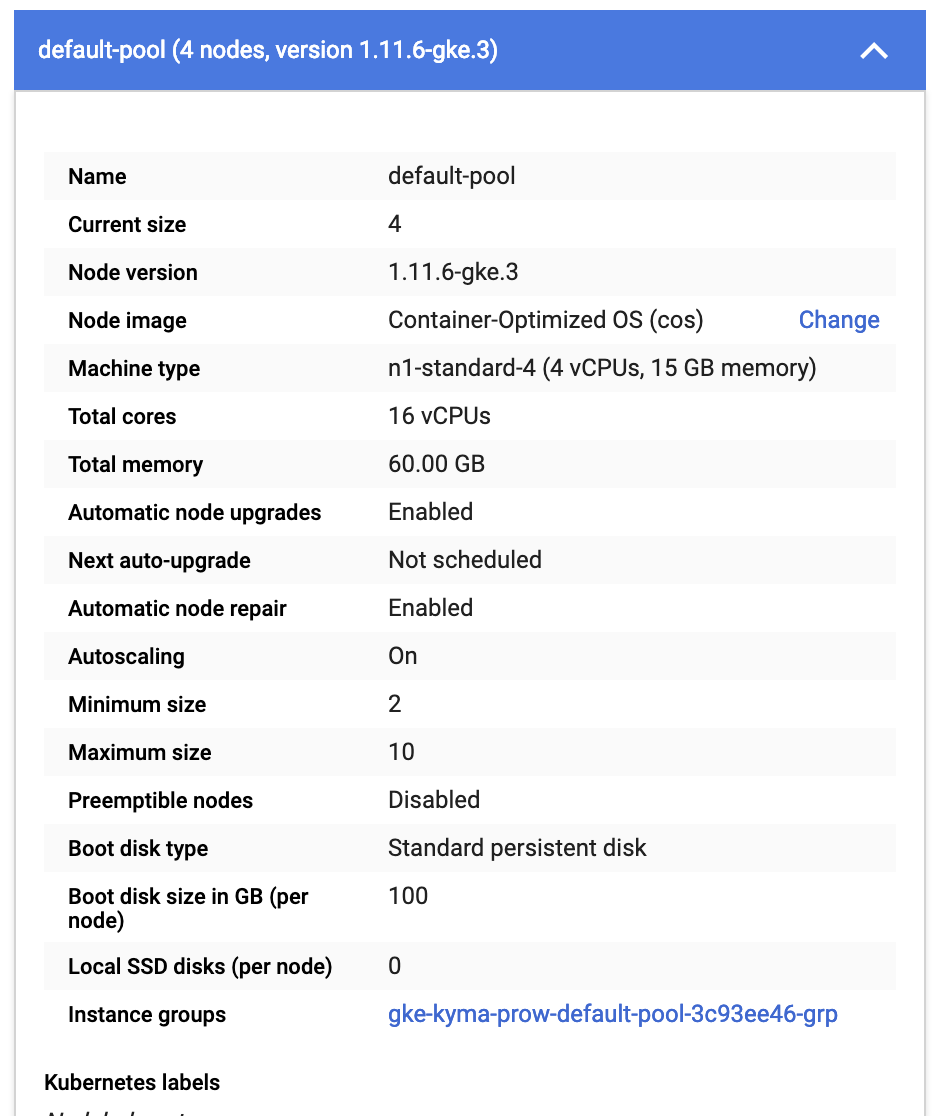 default-pool (4 nodes, version 1.11.6-gke.3)
Name default-pool
Current size 4
Node version 1.11.6-gke.3
Node image Container-Optimized OS (cos) Change
Machine type n1-standard-4 (4 vCPUs, 15 GB memory)
Total cores 16 vCPUs
Total memory 60.00 GB
Automatic node upgrades Enabled
Next auto-upgrade Not scheduled
Automatic node repair Enabled
Autoscaling On
Minimum size 2
Maximum size 10
Preemptible nodes Disabled
Boot disk type Standard persistent disk
Boot disk size in GB (per 100
node)
Local SSD disks (per node) 0
Instance groups gke-kyma-prow-default-pool-3c93ee46-grp
Kubernetes labels